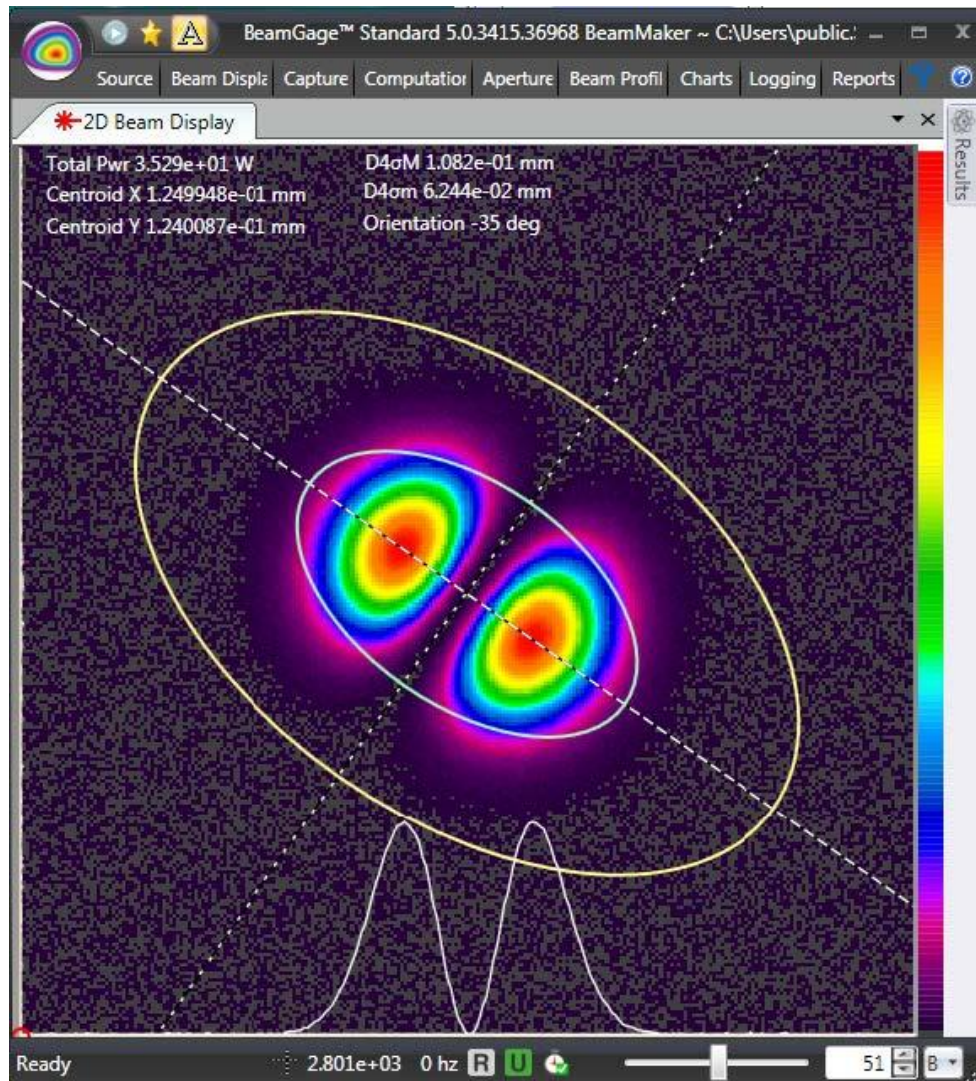 BeamGage™ Standard 5.0.3415.36968 BeamMaker ~ C:\Users\public.
Source Beam Displa Capture Computation Aperture Beam Profil Charts Logging Reports
2D Beam Display
Results
Total Pwr 3.529e+01 W
Centroid X 1.249948e-01 mm
Centroid Y 1.240087e-01 mm
D4σM 1.082e-01 mm
D4σm 6.244e-02 mm
Orientation -35 deg
Ready 2.801e+03 0 hz R U 51 B